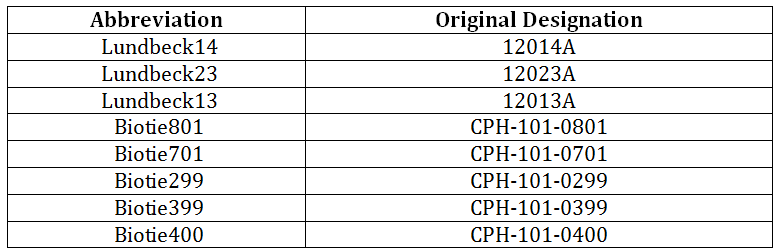 Abbreviation Original Designation
Lundbeck14 12014A
Lundbeck23 12023A
Lundbeck13 12013A
Biotie801 CPH-101-0801
Biotie701 CPH-101-0701
Biotie299 CPH-101-0299
Biotie399 CPH-101-0399
Biotie400 CPH-101-0400